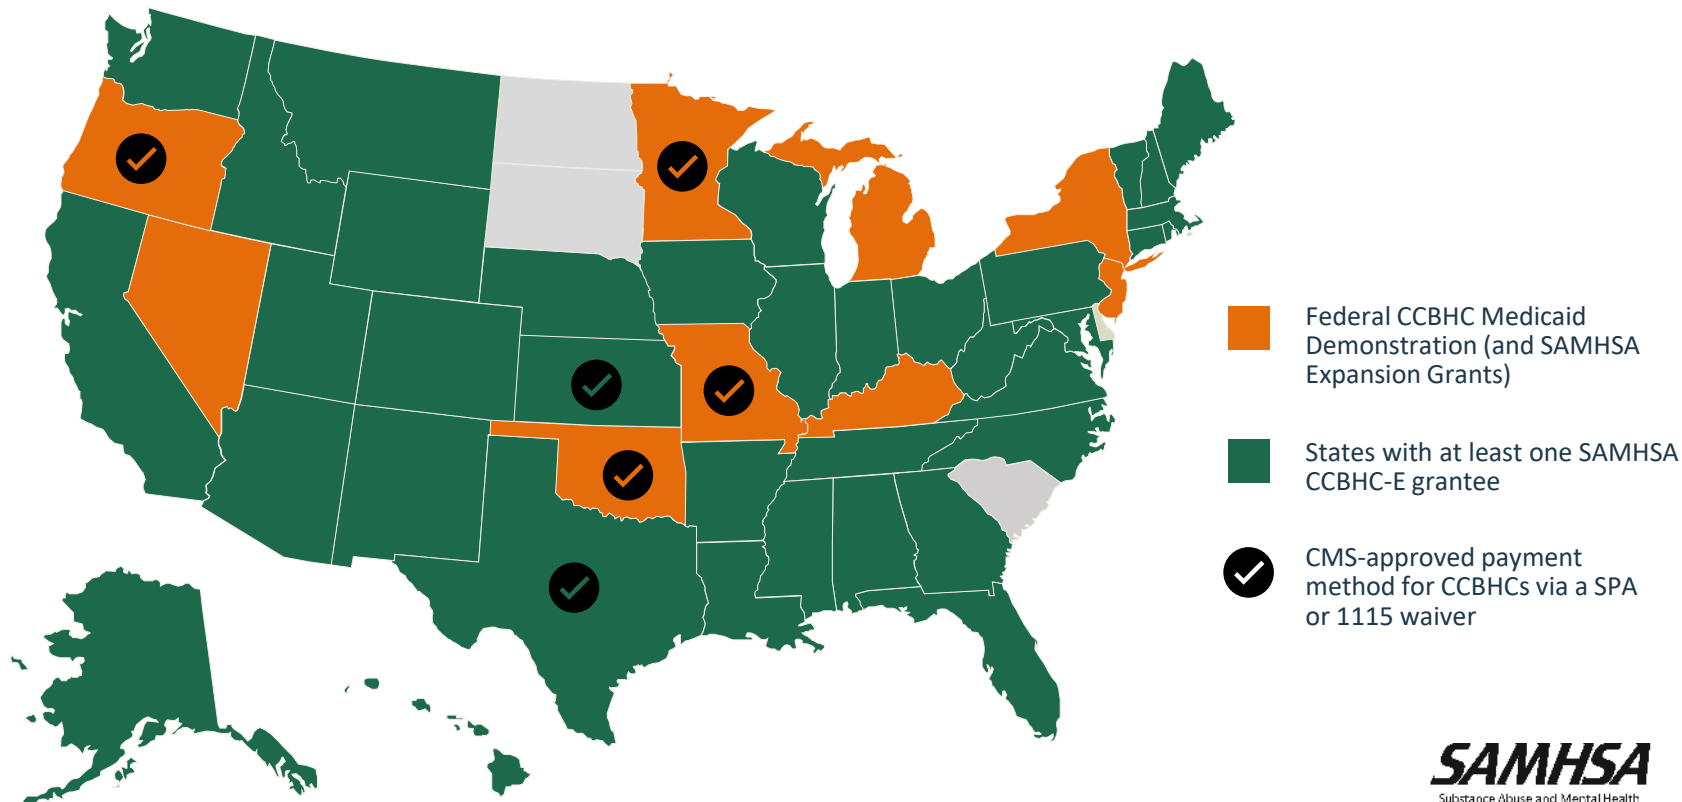 Federal CCBHC Medicaid
Demonstration (and SAMHSA
Expansion Grants)
States with at least one SAMHSA
CCBHC-E grantee
CMS-approved payment
method for CCBHCs via a SPA
or 1115 waiver
SAMHSA
Substance Abuse and Mental Health